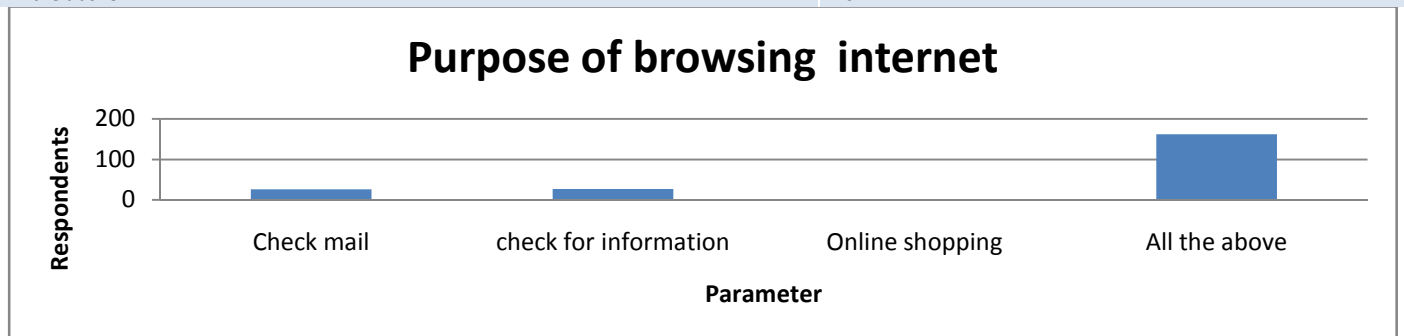 Purpose of browsing internet
200
100
0
Respondents
Check mail
check for information
Online shopping
All the above
Parameter